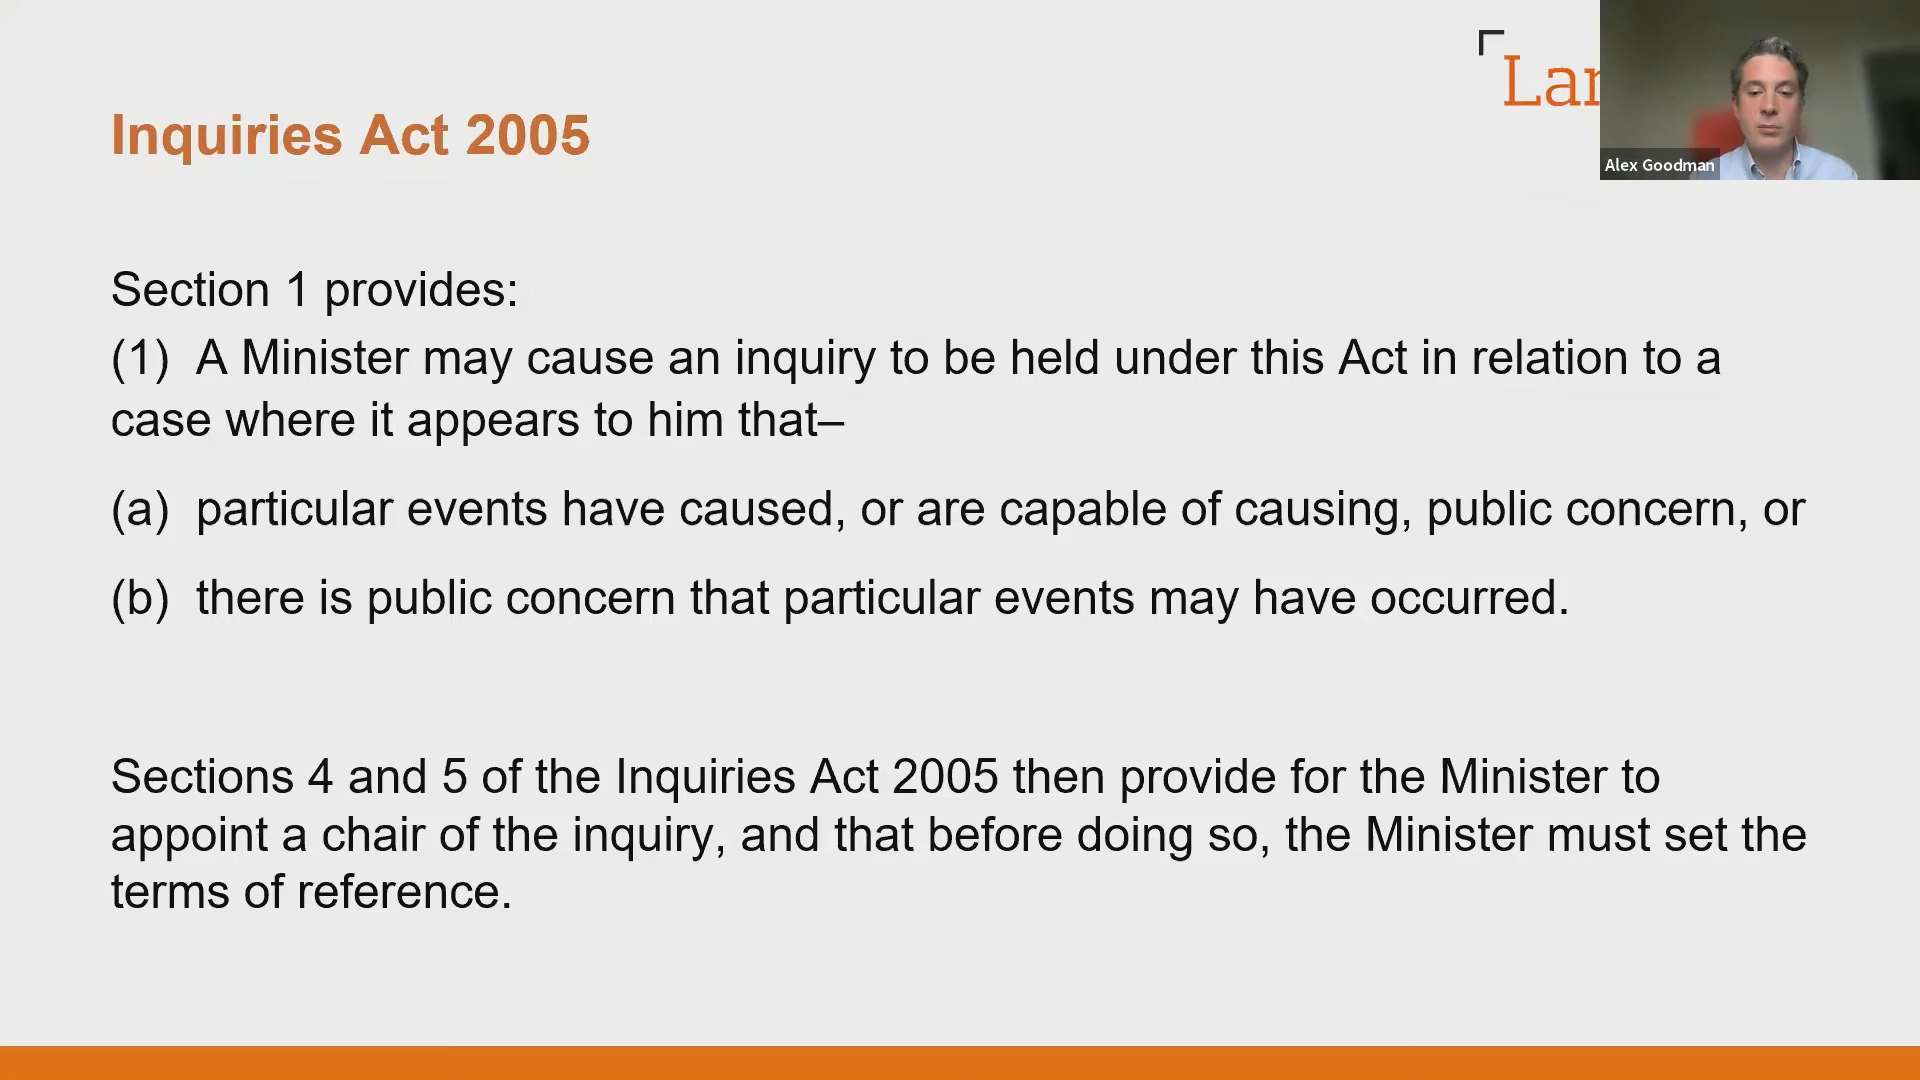 Lan
Alex Goodman
Inquiries Act 2005
Section 1 provides:
(1) A Minister may cause an inquiry to be held under this Act in relation to a
case where it appears to him that–
(a) particular events have caused, or are capable of causing, public concern, or
(b) there is public concern that particular events may have occurred.
Sections 4 and 5 of the Inquiries Act 2005 then provide for the Minister to
appoint a chair of the inquiry, and that before doing so, the Minister must set the
terms of reference.